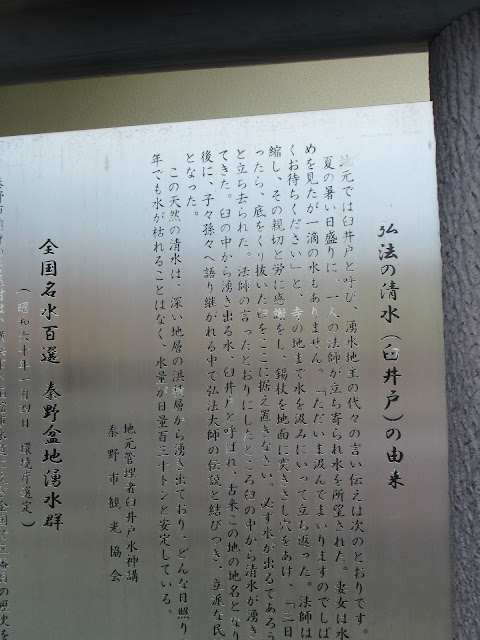 弘法の清水(臼井戸)の由来
地元では臼井戸と呼び、湧水地主の代々の言い伝えは次のとおりです。
夏の暑い日盛りに、一人の法師が立ち寄られ水を所望された。妻女は水
めを見たが一滴の水もありません。「ただいま汲んでまいりますのでしば
くお待ちください」と、寺の地まで水を汲みにいって立ち返った。法師は
縮し、その親切と労に感謝をし、錫杖を地面に突きさし穴をあけ、「二日
ったら、底をくり抜いた臼をここに据え置きなさい。必ず水が出るであろう
と立ち去られた。法師の言ったとおりにしたところ臼の中から清水が湧き
てきた。臼の中から湧き出る水、臼井戸と呼ばれ、古来この地の地名となり
後に、子々孫々へ語り継がれる中で弘法大師の伝説と結びつき、立派な民
となった。
この天然の清水は、深い地層の洪積層から湧き出ており、どんな日照り
年でも水が枯れることはなく、水量が日量百三十トンと安定している。
地元管理者臼井戸水神講
秦野市観光協会
全国名水百選 秦野盆地湧水群
(昭和六十年一月四日 環境庁選定)